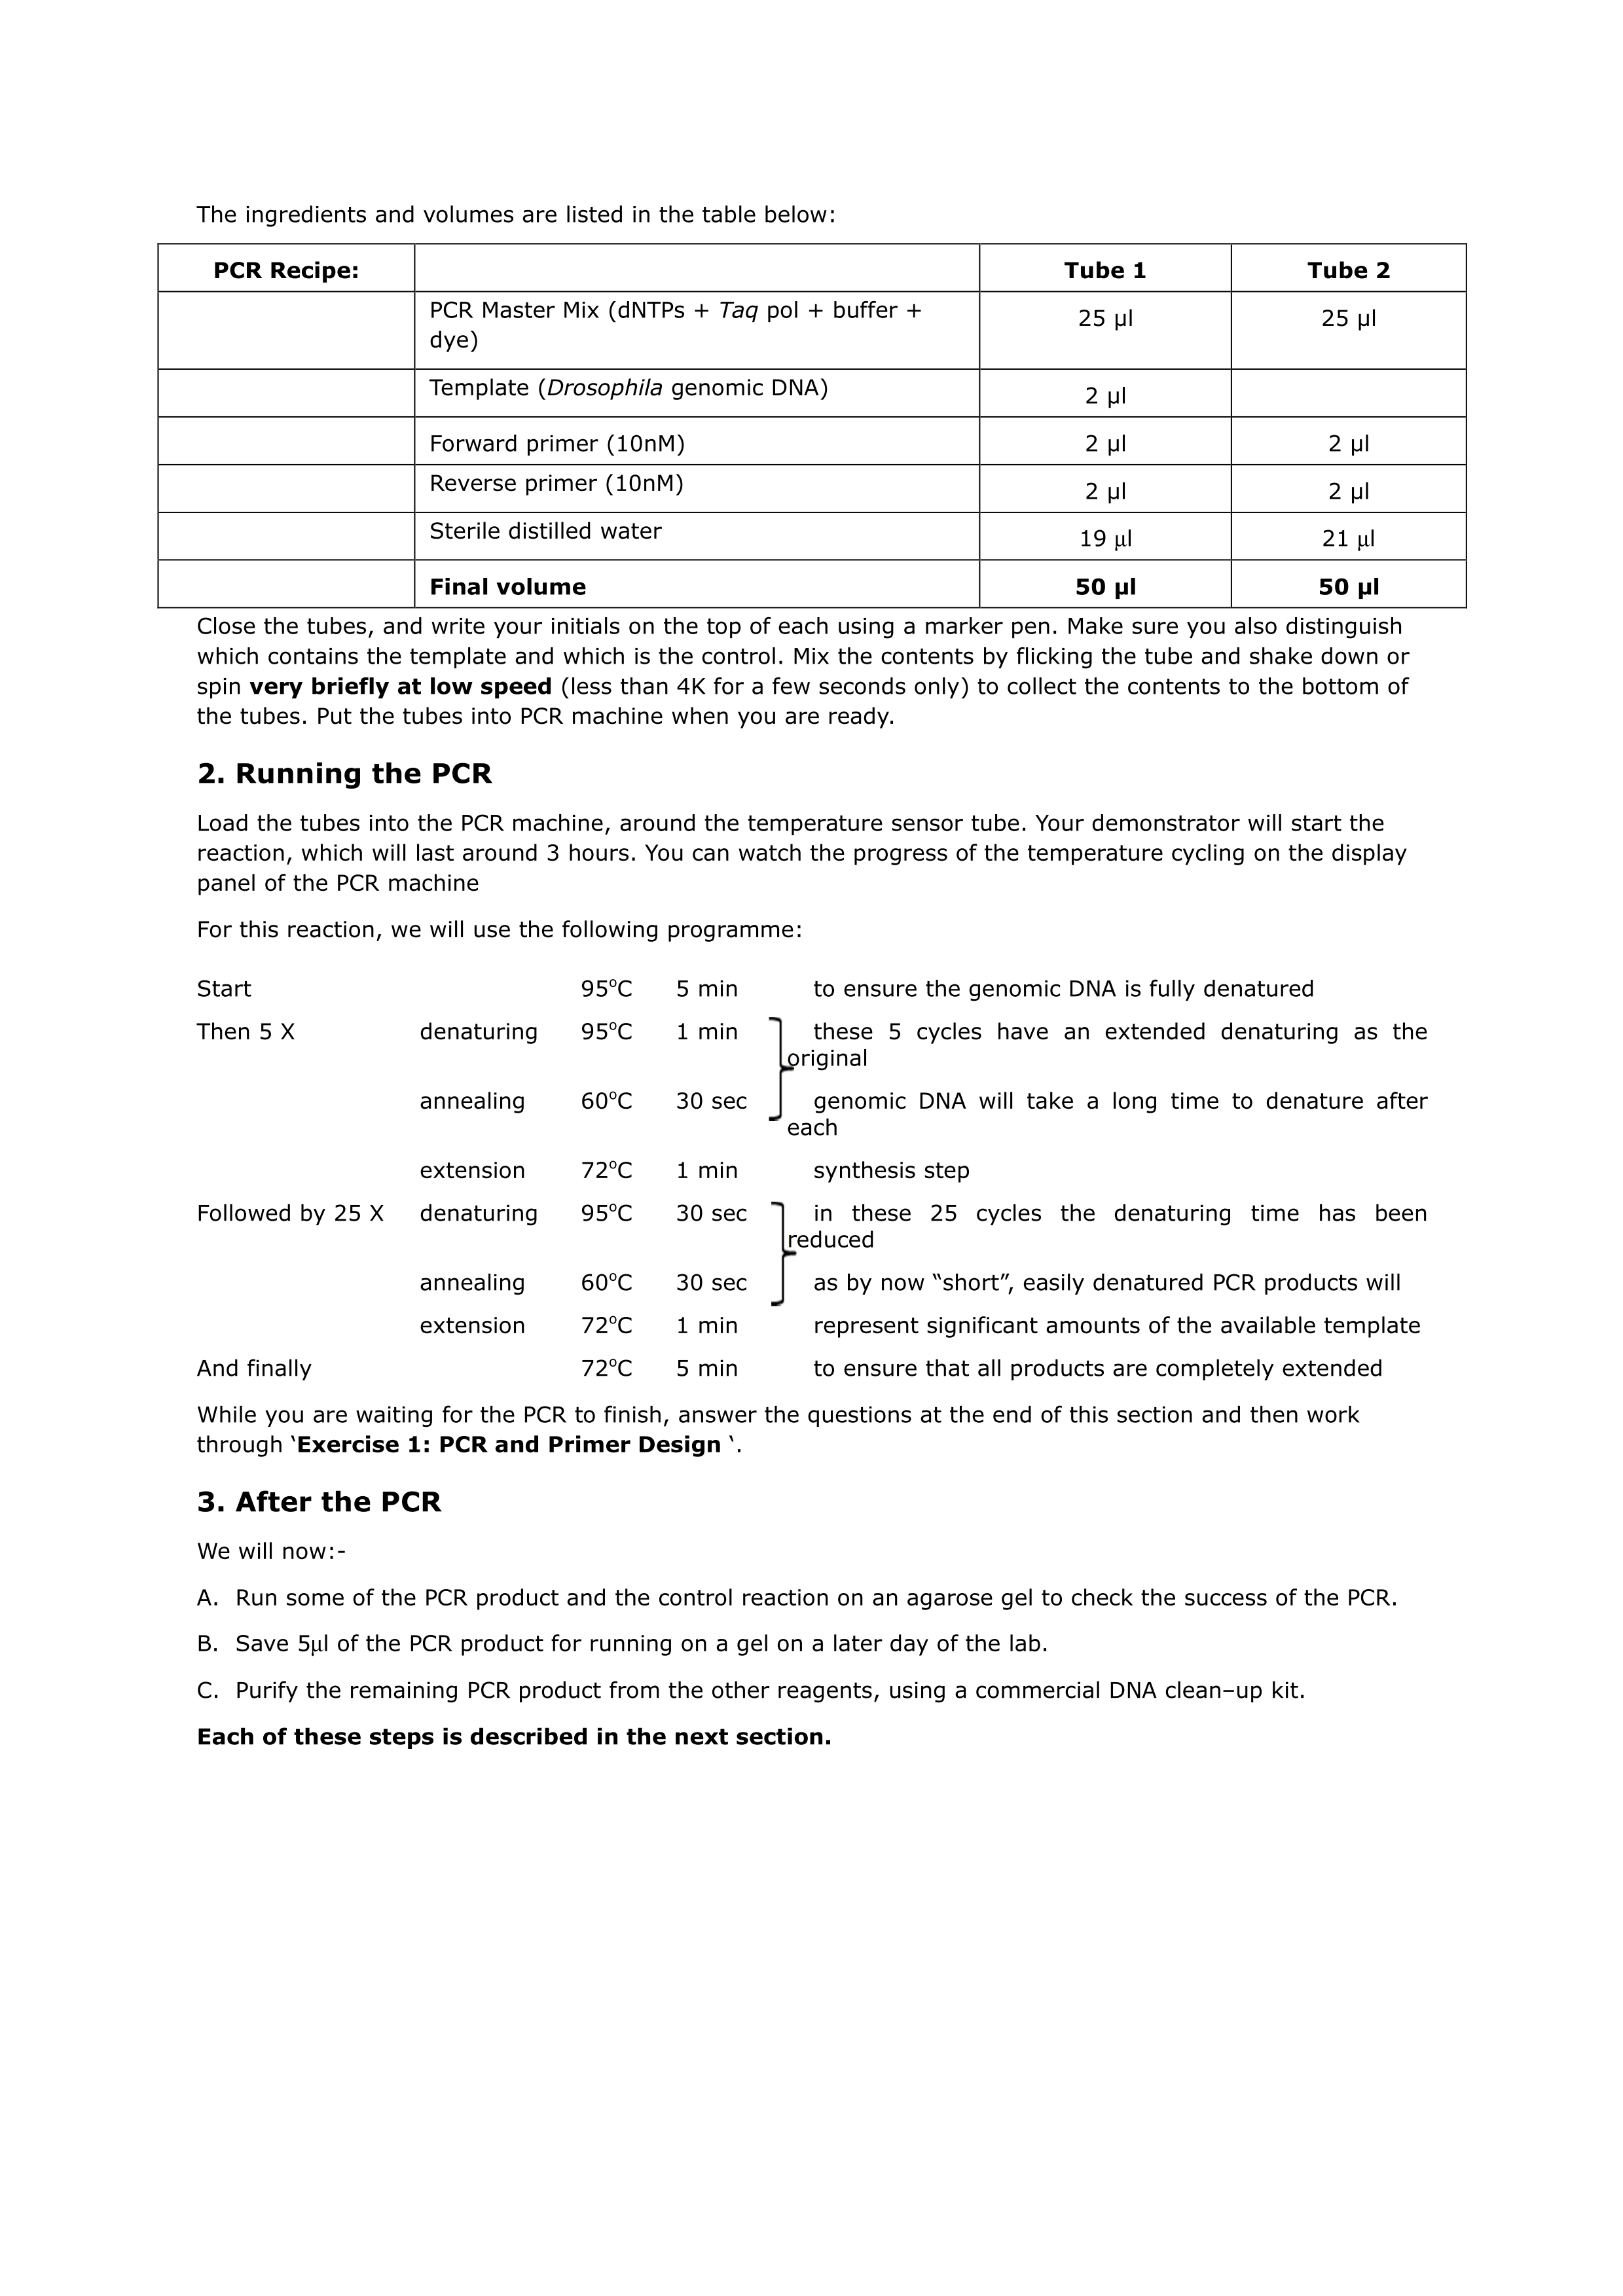 The ingredients and volumes are listed in the table below:
PCR Recipe: Tube 1 Tube 2
PCR Master Mix (dNTPs + Taq pol + buffer +
dye) 25 µl 25 µl
Template (Drosophila genomic DNA) 2 µl
Forward primer (10nM) 2 µl 2 µl
Reverse primer (10nM) 2 µl 2 µl
Sterile distilled water 19 µl 21 µl
Final volume 50 µl 50 µl
Close the tubes, and write your initials on the top of each using a marker pen. Make sure you also distinguish
which contains the template and which is the control. Mix the contents by flicking the tube and shake down or
spin very briefly at low speed (less than 4K for a few seconds only) to collect the contents to the bottom of
the tubes. Put the tubes into PCR machine when you are ready.
2. Running the PCR
Load the tubes into the PCR machine, around the temperature sensor tube. Your demonstrator will start the
reaction, which will last around 3 hours. You can watch the progress of the temperature cycling on the display
panel of the PCR machine
For this reaction, we will use the following programme:
Start 95ºC 5 min to ensure the genomic DNA is fully denatured
Then 5 X denaturing 95ºC 1 min these 5 cycles have an extended denaturing as the
original
annealing 60ºC 30 sec genomic DNA will take a long time to denature after
each
extension 72ºC 1 min synthesis step
Followed by 25 X denaturing 95ºC 30 sec in these 25 cycles the denaturing time has been
reduced
annealing 60ºC 30 sec as by now “short”, easily denatured PCR products will
extension 72ºC 1 min represent significant amounts of the available template
And finally 72ºC 5 min to ensure that all products are completely extended
While you are waiting for the PCR to finish, answer the questions at the end of this section and then work
through ‘Exercise 1: PCR and Primer Design ‘.
3. After the PCR
We will now:-
A. Run some of the PCR product and the control reaction on an agarose gel to check the success of the PCR.
B. Save 5µl of the PCR product for running on a gel on a later day of the lab.
C. Purify the remaining PCR product from the other reagents, using a commercial DNA clean–up kit.
Each of these steps is described in the next section.